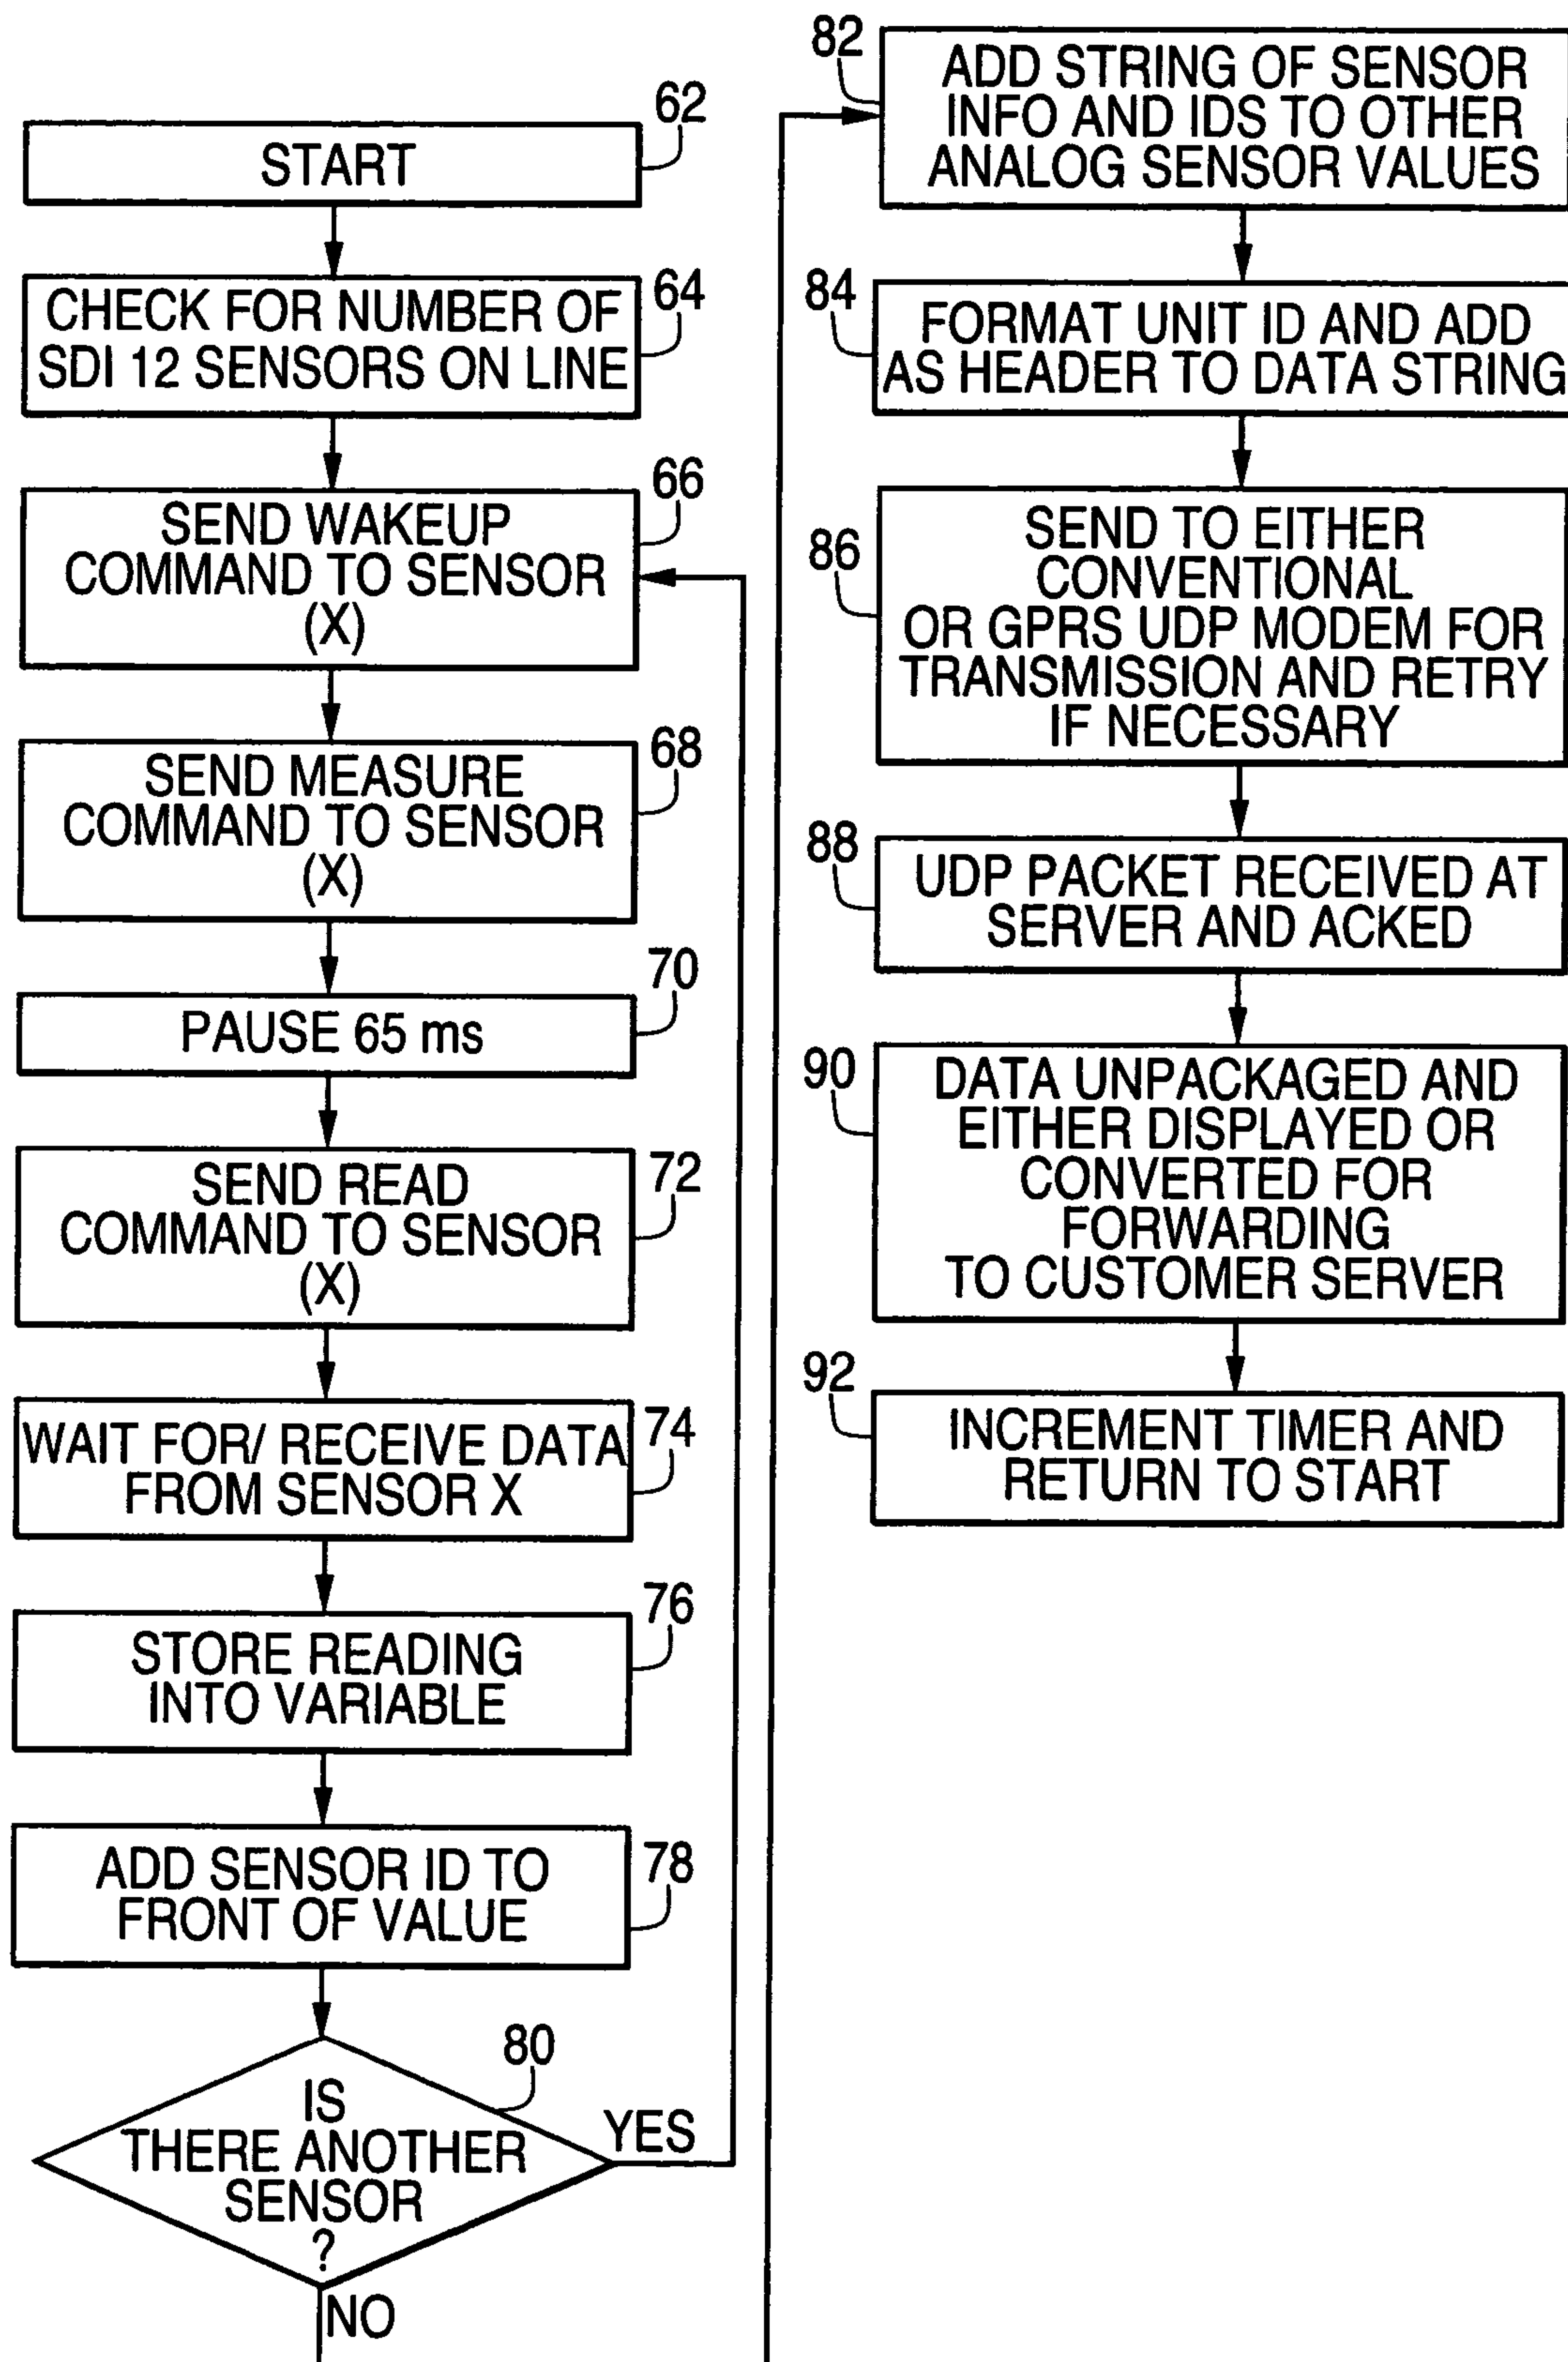 62
START
64
CHECK FOR NUMBER OF
SDI 12 SENSORS ON LINE
66
SEND WAKEUP
COMMAND TO SENSOR
(X)
68
SEND MEASURE
COMMAND TO SENSOR
(X)
70
PAUSE 65 ms
72
SEND READ
COMMAND TO SENSOR
(X)
74
WAIT FOR/ RECEIVE DATA
FROM SENSOR X
76
STORE READING
INTO VARIABLE
78
ADD SENSOR ID TO
FRONT OF VALUE
80
IS
THERE ANOTHER
SENSOR
?
YES
NO
82
ADD STRING OF SENSOR
INFO AND IDS TO OTHER
ANALOG SENSOR VALUES
84
FORMAT UNIT ID AND ADD
AS HEADER TO DATA STRING
86
SEND TO EITHER
CONVENTIONAL
OR GPRS UDP MODEM FOR
TRANSMISSION AND RETRY
IF NECESSARY
88
UDP PACKET RECEIVED AT
SERVER AND ACKED
90
DATA UNPACKAGED AND
EITHER DISPLAYED OR
CONVERTED FOR
FORWARDING
TO CUSTOMER SERVER
92
INCREMENT TIMER AND
RETURN TO START